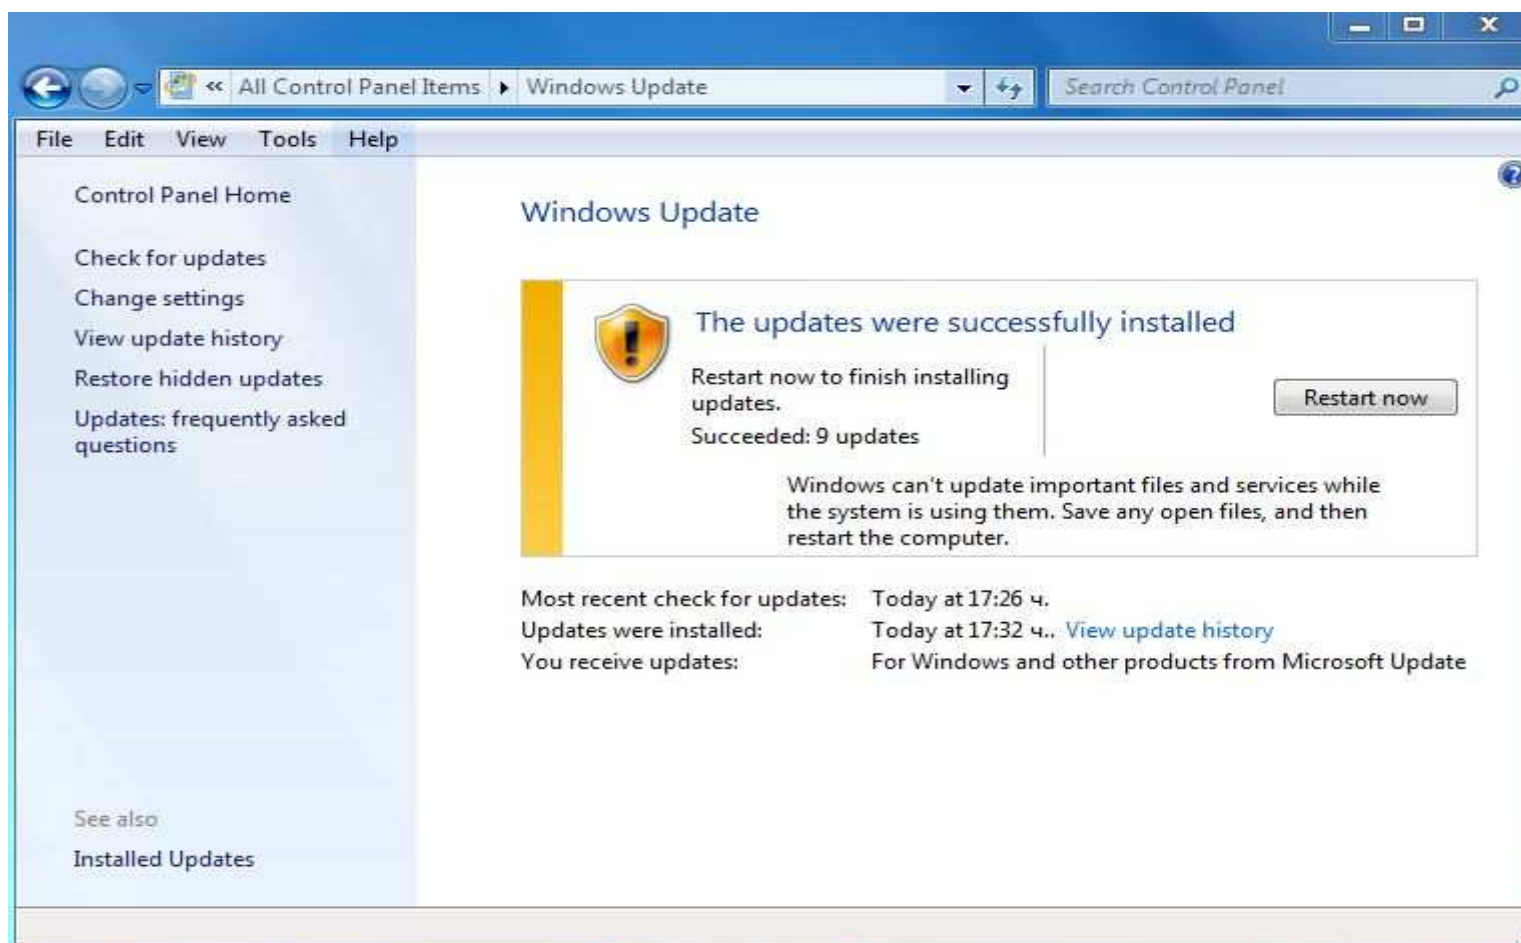 « All Control Panel Items ▸ Windows Update
Search Control Panel
File Edit View Tools Help
Control Panel Home
Check for updates
Change settings
View update history
Restore hidden updates
Updates: frequently asked
questions
See also
Installed Updates
Windows Update
The updates were successfully installed
Restart now to finish installing
updates.
Succeeded: 9 updates
Restart now
Windows can't update important files and services while
the system is using them. Save any open files, and then
restart the computer.
Most recent check for updates: Today at 17:26 ч.
Updates were installed: Today at 17:32 ч.. View update history
You receive updates: For Windows and other products from Microsoft Update